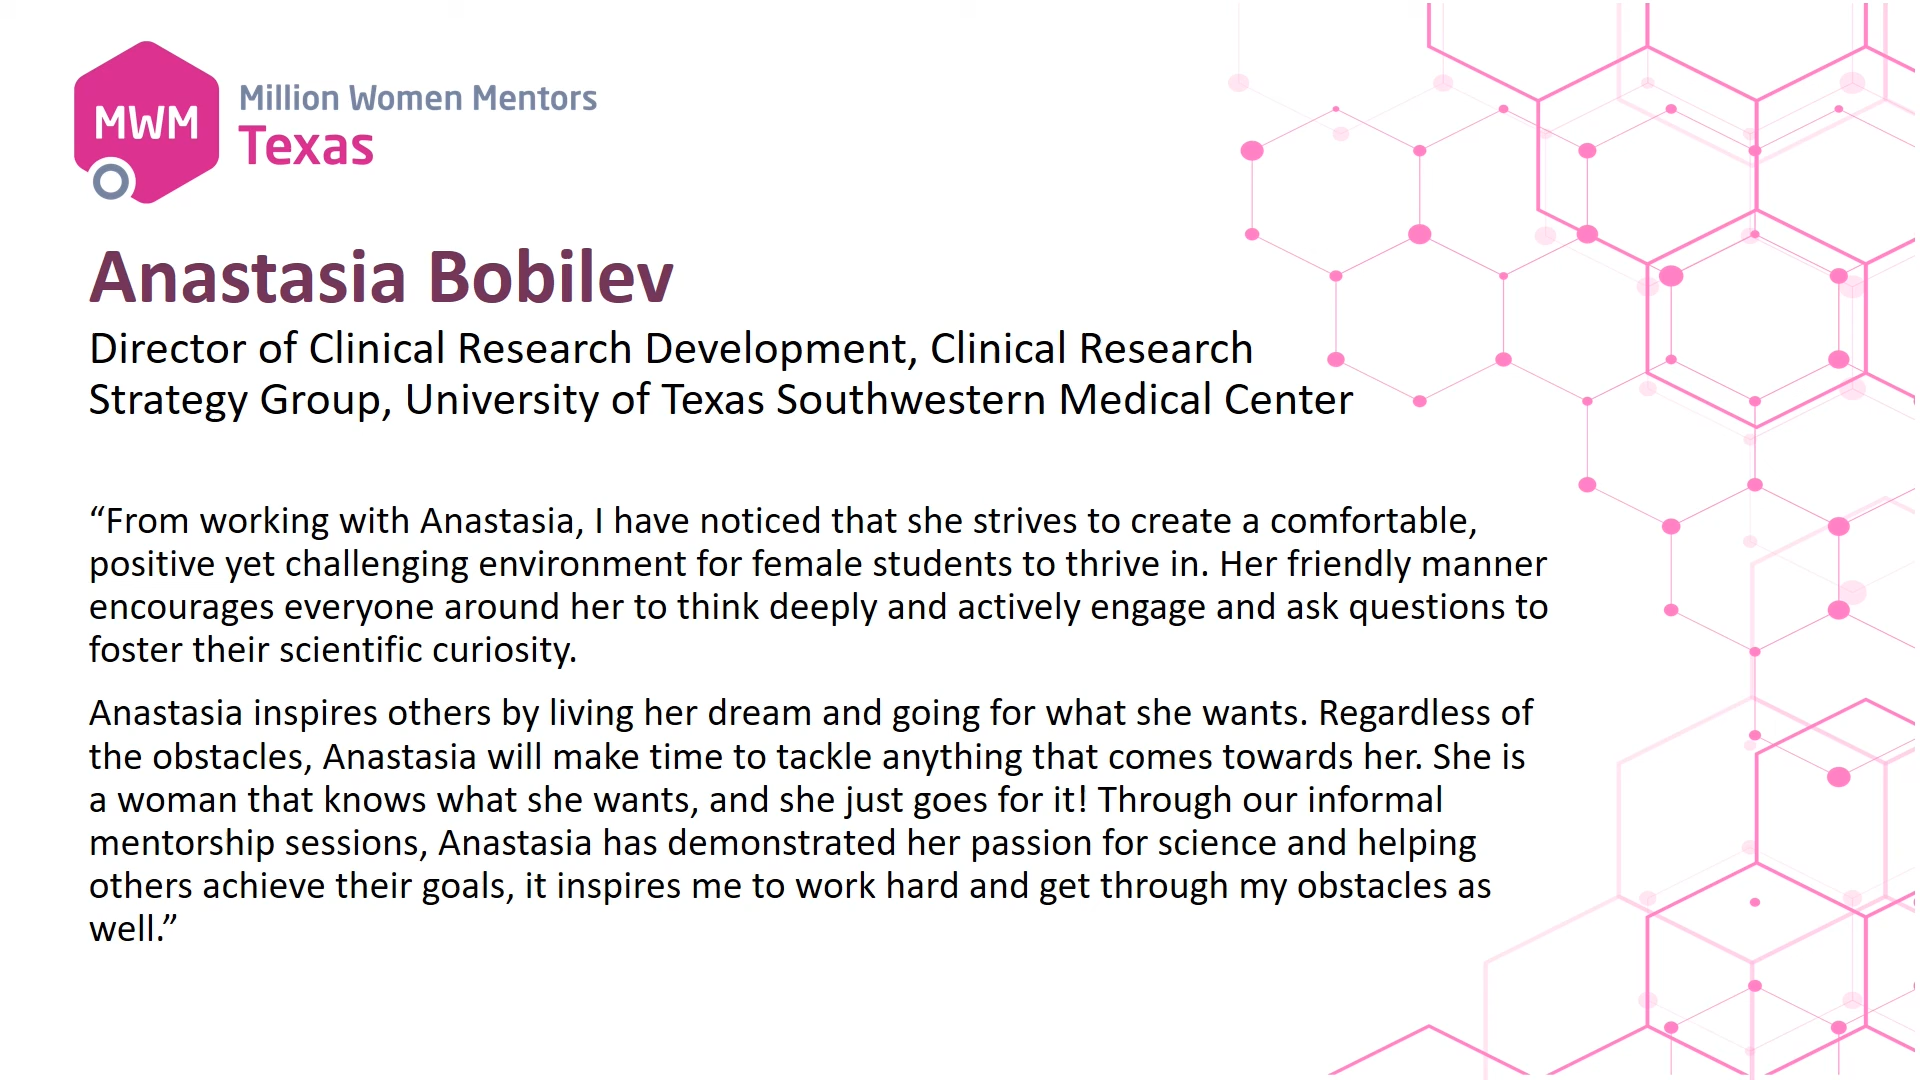 MWM
Million Women Mentors
Texas
Anastasia Bobilev
Director of Clinical Research Development, Clinical Research
Strategy Group, University of Texas Southwestern Medical Center
“From working with Anastasia, I have noticed that she strives to create a comfortable,
positive yet challenging environment for female students to thrive in. Her friendly manner
encourages everyone around her to think deeply and actively engage and ask questions to
foster their scientific curiosity.
Anastasia inspires others by living her dream and going for what she wants. Regardless of
the obstacles, Anastasia will make time to tackle anything that comes towards her. She is
a woman that knows what she wants, and she just goes for it! Through our informal
mentorship sessions, Anastasia has demonstrated her passion for science and helping
others achieve their goals, it inspires me to work hard and get through my obstacles as
well.”